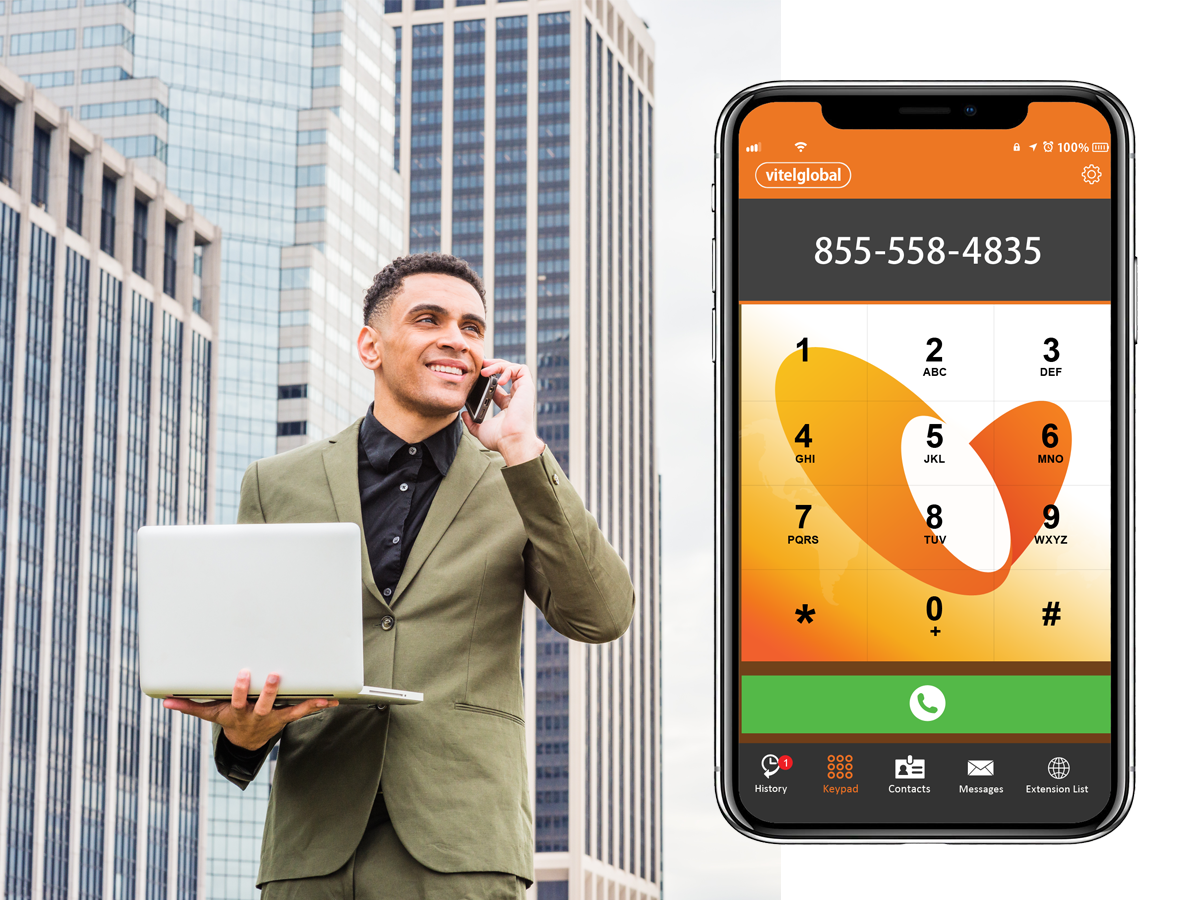 100%
vitelglobal
855-558-4835
1
2
3
ABC
DEF
4
5
6
GHI
JKL
MNO
7
8
9
PQRS
TUV
WXYZ
*
0
#
+
1
History
Keypad
Contacts
Messages
Extension List